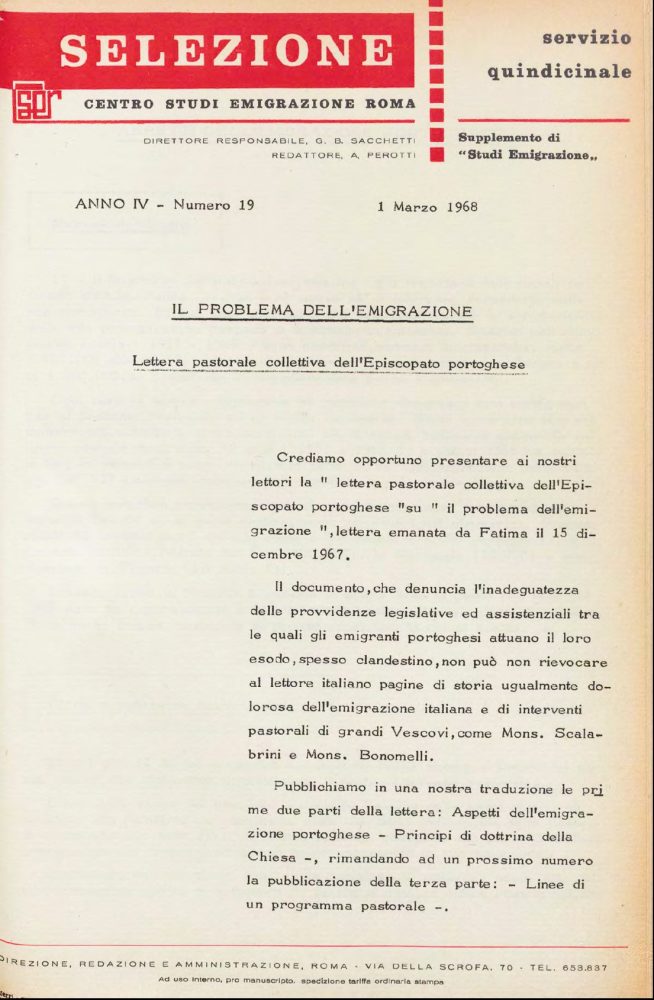 SELEZIONE
servizio
quindicinale
ser
CENTRO STUDI EMIGRAZIONE ROMA
DIRETTORE RESPONSABILE, G. B. SACCHETTI
REDATTORE, A. PEROTTI
Supplemento di
“Studi Emigrazione„
ANNO IV - Numero 19
1 Marzo 1968
IL PROBLEMA DELL'EMIGRAZIONE
Lettera pastorale collettiva dell'Episcopato portoghese
Crediamo opportuno presentare ai nostri
lettori la " lettera pastorale collettiva dell'Epi-
scopato portoghese "su " il problema dell'emi-
grazione ",lettera emanata da Fatima il 15 di-
cembre 1967.
Il documento,che denuncia l'inadeguatezza
delle provvidenze legislative ed assistenziali tra
le quali gli emigranti portoghesi attuano il loro
esodo,spesso clandestino,non può non rievocare
al lettore italiano pagine di storia ugualmente do-
lorosa dell'emigrazione italiana e di interventi
pastorali di grandi Vescovi,come Mons. Scala-
brini e Mons. Bonomelli.
Pubblichiamo in una nostra traduzione le pri
me due parti della lettera: Aspetti dell'emigra-
zione portoghese - Principi di dottrina della
Chiesa -, rimandando ad un prossimo numero
la pubblicazione della terza parte: - Linee di
un programma pastorale -.
DIREZIONE, REDAZIONE E AMMINISTRAZIONE, ROMA - VIA DELLA SCROFA, 70 - TEL. 653.837
Ad uso interno, pro manuscripto, spedizione tariffa ordinaria stampa